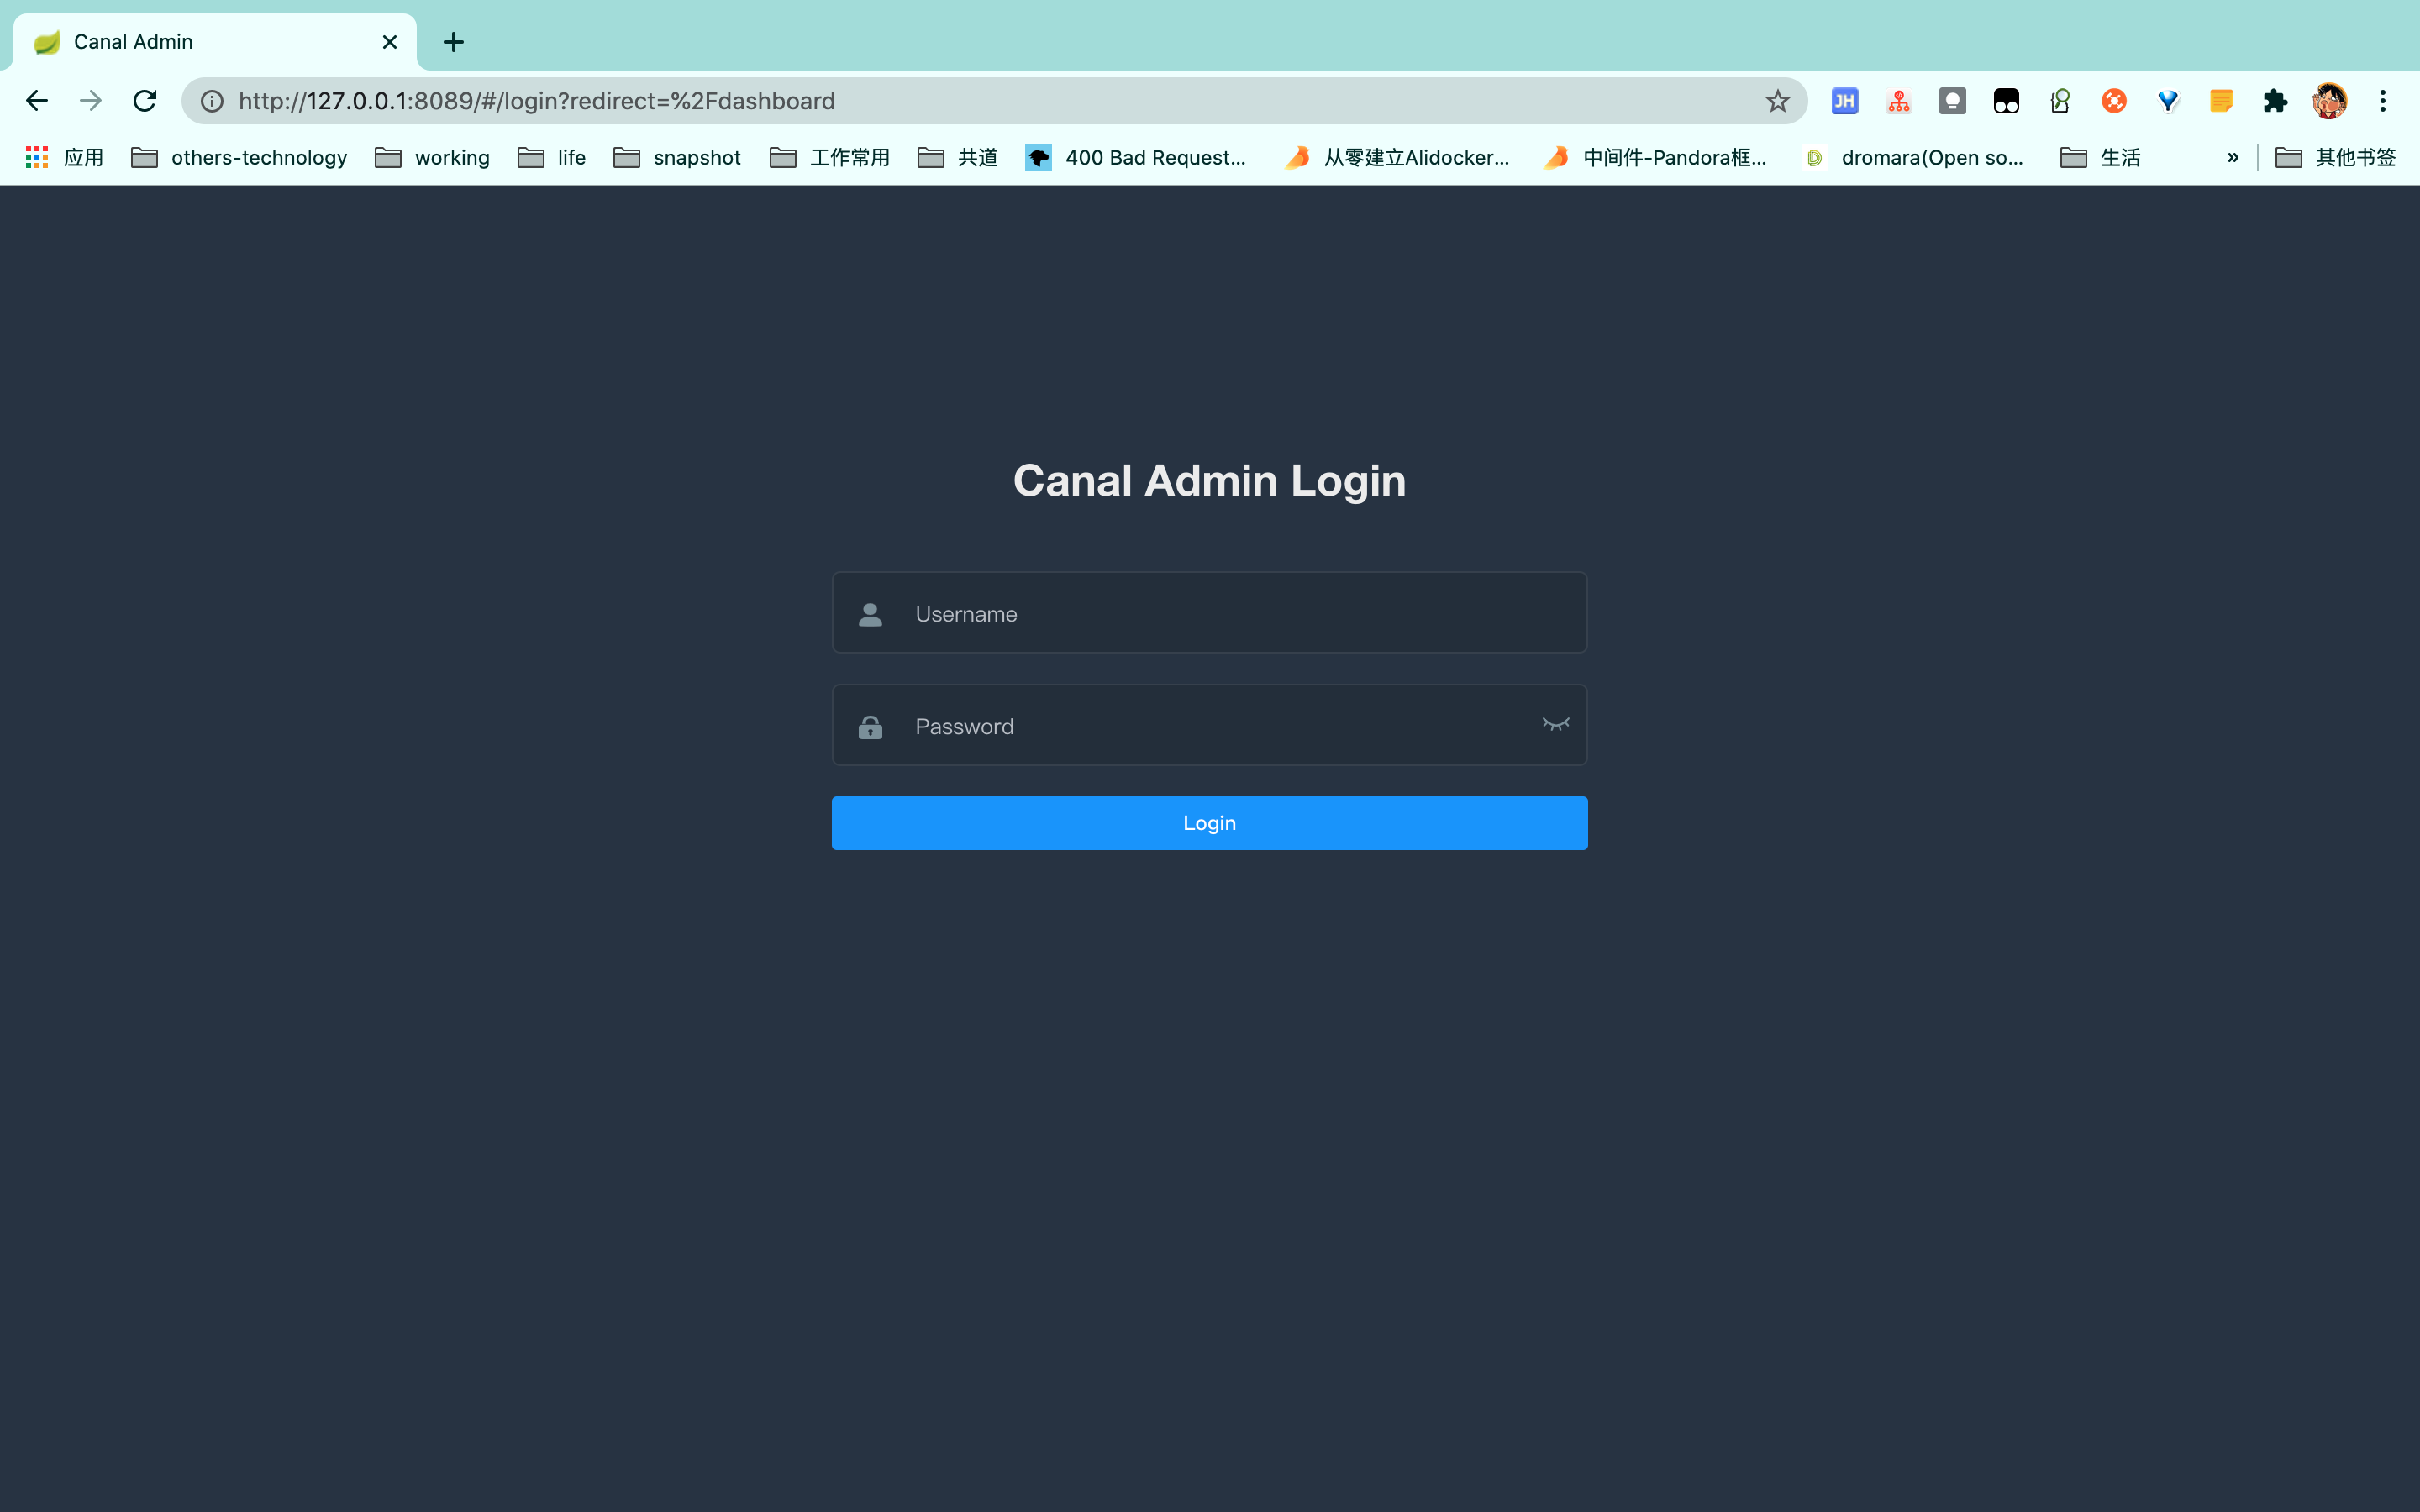 Canal Admin
http://127.0.0.1:8089/#/login?redirect=%2Fdashboard
JH
应用 others-technology working life snapshot 工作常用 共道 400 Bad Request... 从零建立Alidocker... 中间件-Pandora框... dromara(Open so... 生活 » 其他书签
Canal Admin Login
Username
Password
Login